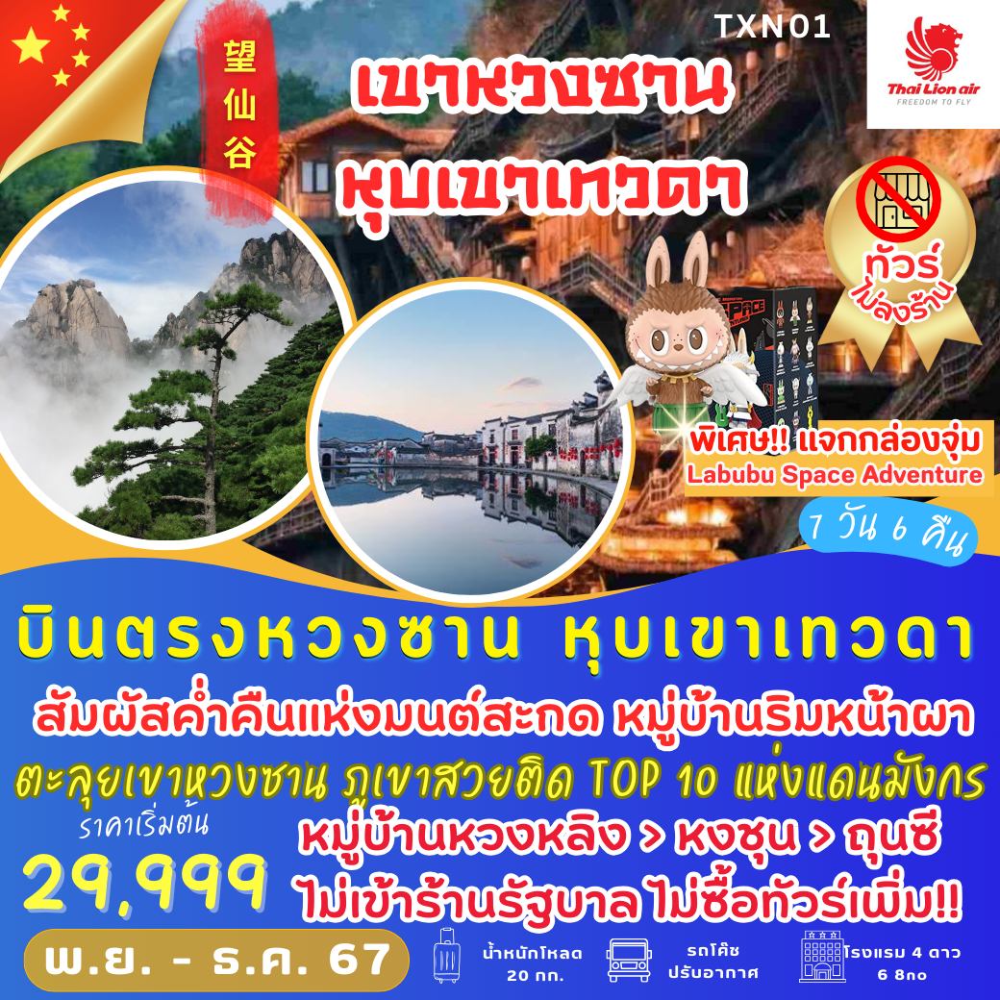 TXN01
望仙谷
Thai Lion air
FREEDOM TO FLY
เขาหวงซาน
หุบเขาเทวดา
ทัวร์
ไม่ลงร้าน
พิเศษ!! แจกกล่องจุ่ม
Labubu Space Adventure
7 วัน 6 คืน
บินตรงหวงซาน หุบเขาเทวดา
สัมผัสค่ำคืนแห่งมนต์สะกด หมู่บ้านริมหน้าผา
ตะลุยเขาหวงซาน ภูเขาสวยติด TOP 10 แห่งแดนมังกร
ราคาเริ่มต้น
29,999
หมู่บ้านหวงหลิง > หงชุน > ถุนซี
ไม่เข้าร้านรัฐบาล ไม่ซื้อทัวร์เพิ่ม!!
พ.ย. - ธ.ค. 67
น้ำหนักโหลด
20 กก.
รถโค๊ช
ปรับอากาศ
โรงแรม 4 ดาว